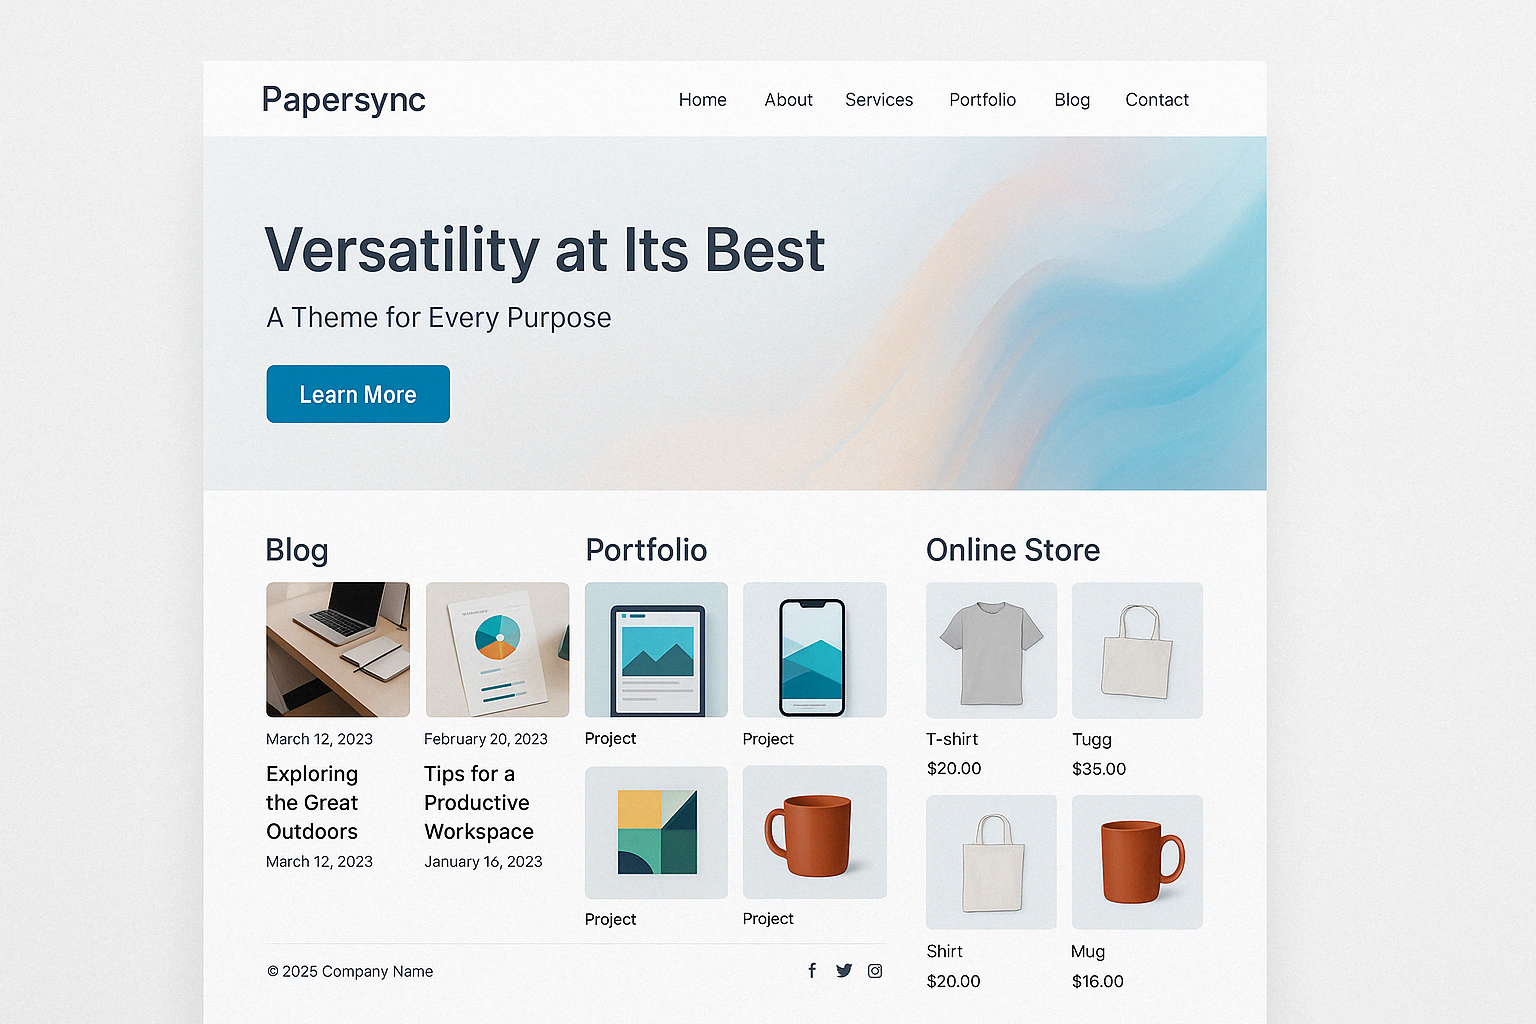 Papersync
Home About Services Portfolio Blog Contact
Versatility at Its Best
A Theme for Every Purpose
Learn More
Blog
March 12, 2023
Exploring
the Great
Outdoors
March 12, 2023
February 20, 2023
Tips for a
Productive
Workspace
January 16, 2023
Portfolio
Project
Project
Project
Project
Online Store
T-shirt
$20.00
Tugg
$35.00
Shirt
$20.00
Mug
$16.00
© 2025 Company Name